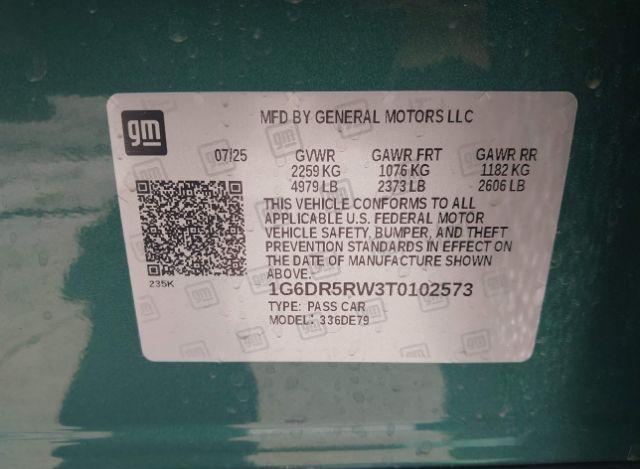 gm
MFD BY GENERAL MOTORS LLC
07/25 GVWR GAWR FRT GAWR RR
2259 KG 1076 KG 1182 KG
4979 LB 2373 LB 2606 LB
THIS VEHICLE CONFORMS TO ALL
APPLICABLE U.S. FEDERAL MOTOR
VEHICLE SAFETY, BUMPER, AND THEFT
PREVENTION STANDARDS IN EFFECT ON
THE DATE OF MANUFACTURE SHOWN
ABOVE.
235K
1G6DR5RW3T0102573
TYPE: PASS CAR
MODEL: 336DE79